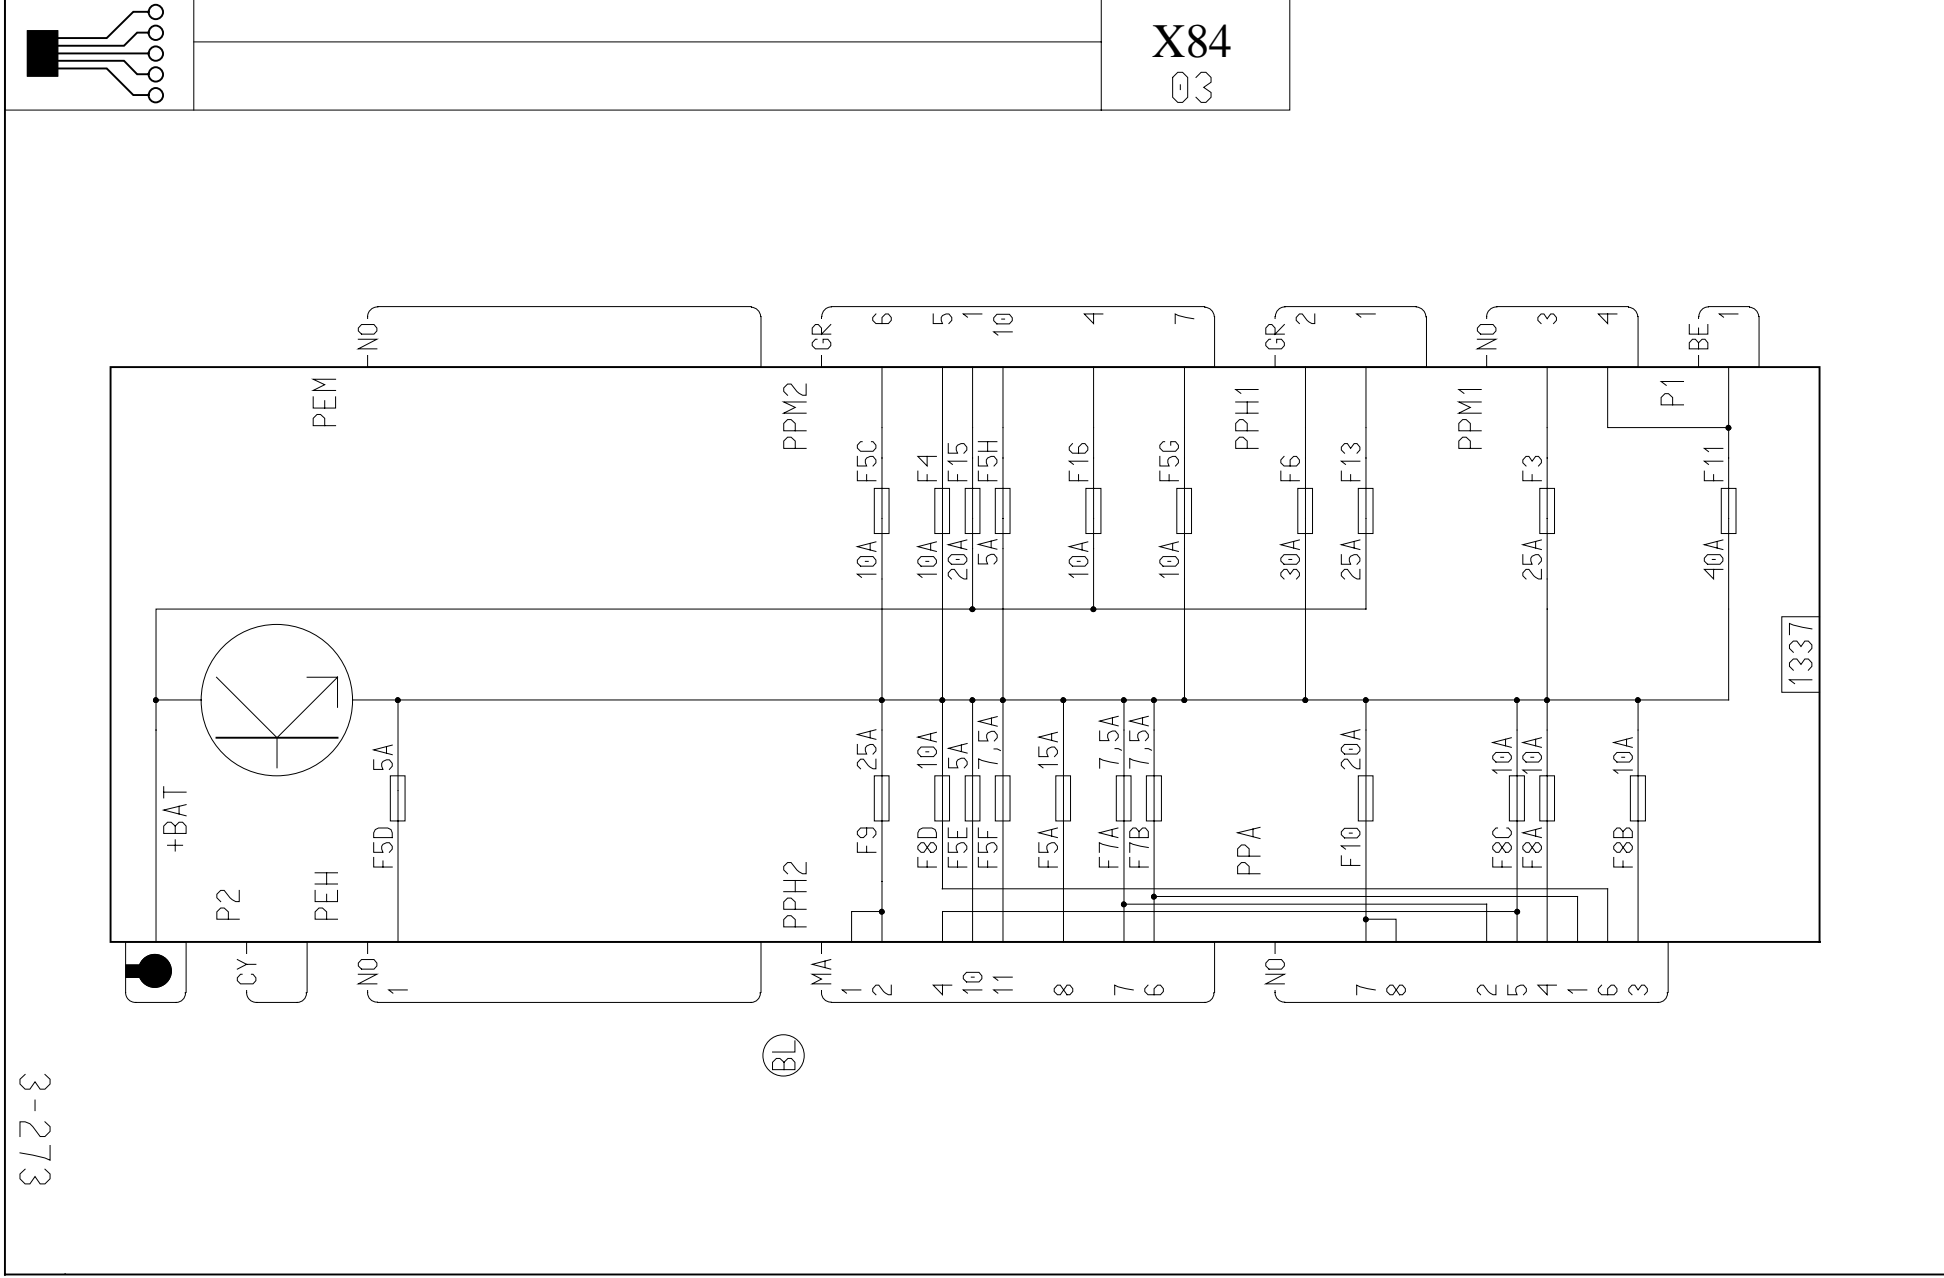 X84
03
NO
GR
6
5
1
10
4
7
GR
2
1
NO
3
4
BE
1
PEM
PPM2
PPH1
PPM1
P1
F5C
F4
F15
F5H
F16
F5G
F6
F13
F3
F11
10A
10A
20A
5A
10A
10A
30A
25A
25A
40A
1337
5A
25A
10A
5A
7,5A
15A
7,5A
7,5A
20A
10A
10A
10A
+BAT
F5D
F9
F8D
F5E
F5F
F5A
F7A
F7B
PPA
F10
F8C
F8A
F8B
P2
PEH
PPH2
CY
NO
1
MA
1
2
4
10
11
8
7
6
NO
7
8
2
5
4
1
6
3
BL
3-273